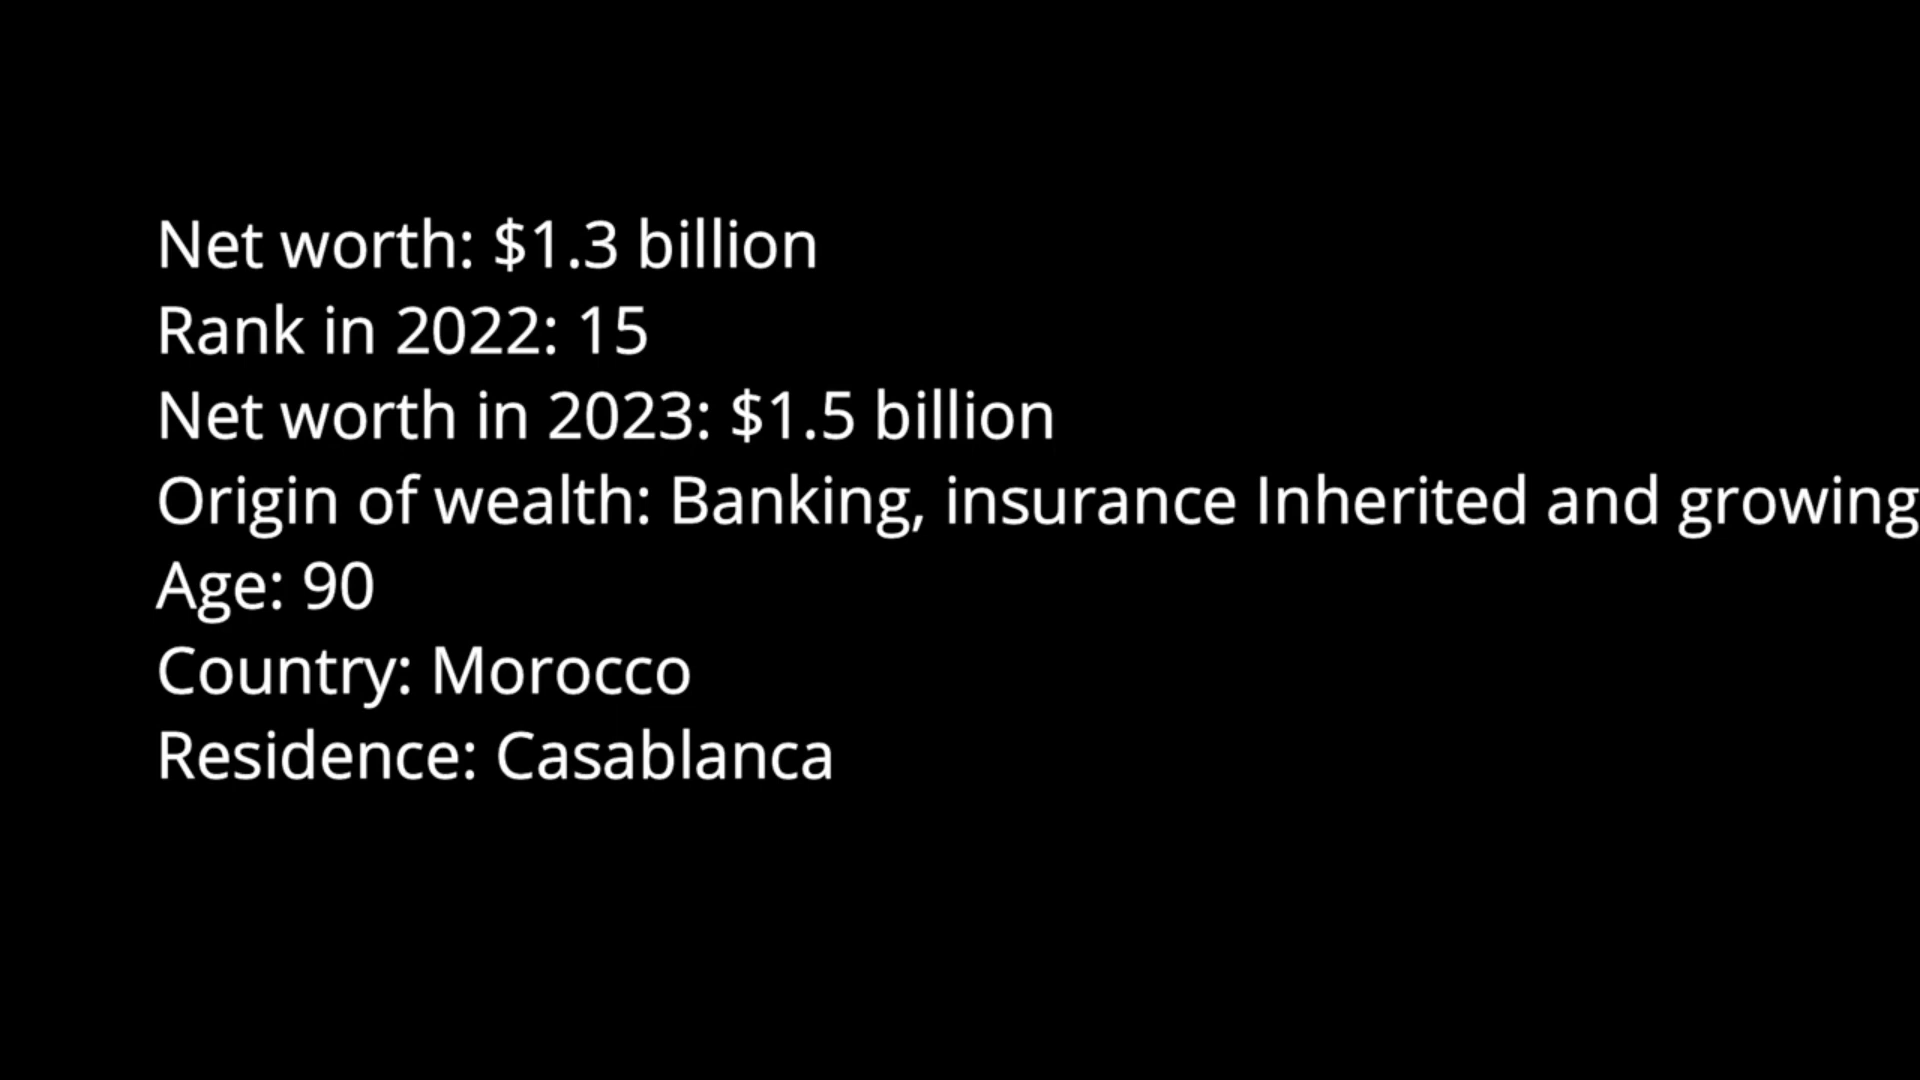 Net worth: $1.3 billion
Rank in 2022: 15
Net worth in 2023: $1.5 billion
Origin of wealth: Banking, insurance Inherited and growing
Age: 90
Country: Morocco
Residence: Casablanca